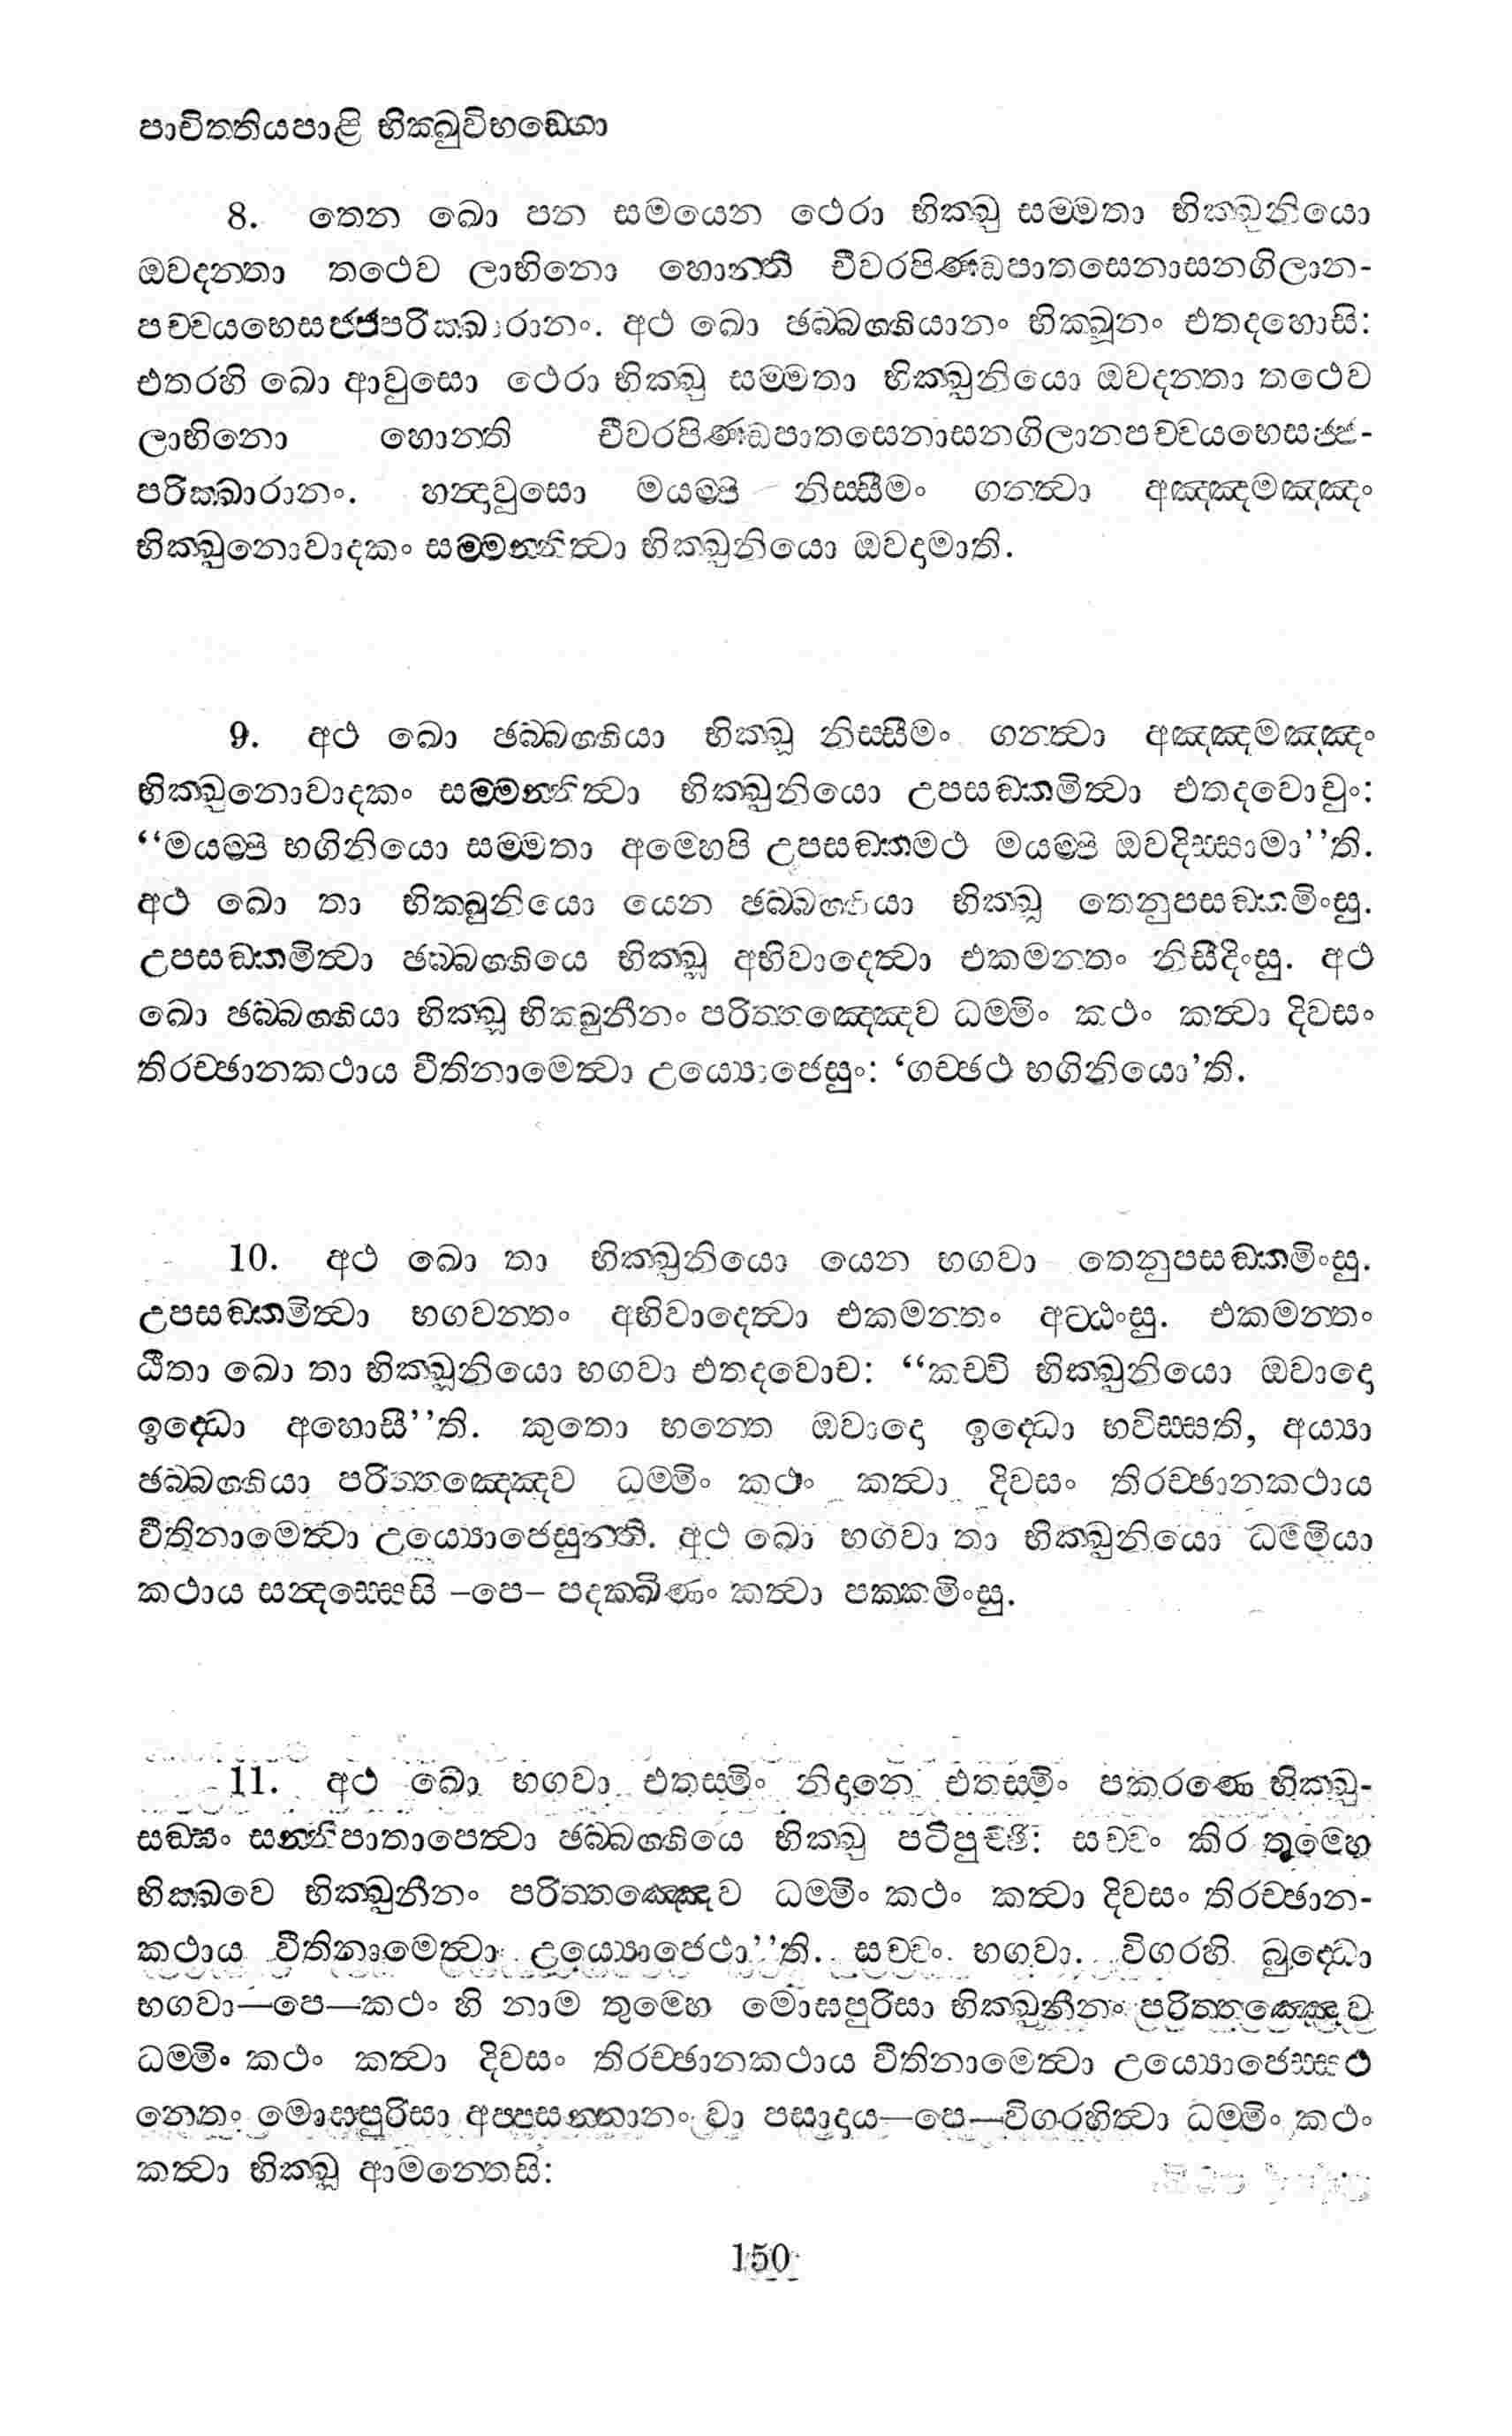 පාචිත්තියපාළි භික්ඛුවිභඞ්ගො
8. තෙන ඛො පන සමයෙන ථෙරා භික්ඛු සම්මතා භික්ඛුනියො
ඔවදන්තා තථෙව ලාභිනො හොන්ති චීවරපිණ්ඩපාතසෙනාසනගිලාන-
පච්චයභෙසජ්ජපරික්ඛාරානං. අථ ඛො ඡබ්බග්ගියානං භික්ඛූනං එතදහොසි:
එතරහි ඛො ආවුසො ථෙරා භික්ඛු සම්මතා භික්ඛුනියො ඔවදන්තා තථෙව
ලාභිනො හොන්ති චීවරපිණ්ඩපාතසෙනාසනගිලානපච්චයභෙසජ්ජ-
පරික්ඛාරානං. හන්දාවුසො මයම්පි නිස්සීමං ගන්ත්වා අඤ්ඤමඤ්ඤං
භික්ඛුනොවාදකං සම්මන්නිත්වා භික්ඛුනියො ඔවදාමාති.
9. අථ ඛො ඡබ්බග්ගියා භික්ඛූ නිස්සීමං ගන්ත්වා අඤ්ඤමඤ්ඤං
භික්ඛුනොවාදකං සම්මන්නිත්වා භික්ඛුනියො උපසඞ්කමිත්වා එතදවොචුං:
“මයම්පි භගිනියො සම්මතා අම්හෙපි උපසඞ්කමථ මයම්පි ඔවදිස්සාමා”ති.
අථ ඛො තා භික්ඛුනියො යෙන ඡබ්බග්ගියා භික්ඛූ තෙනුපසඞ්කමිංසු.
උපසඞ්කමිත්වා ඡබ්බග්ගියෙ භික්ඛූ අභිවාදෙත්වා එකමන්තං නිසීදිංසු. අථ
ඛො ඡබ්බග්ගියා භික්ඛූ භික්ඛුනීනං පරිත්තඤ්ඤෙව ධම්මිං කථං කත්වා දිවසං
තිරච්ඡානකථාය වීතිනාමෙත්වා උය්‍යොජෙසුං: ‘ගච්ඡථ භගිනියො’ති.
10. අථ ඛො තා භික්ඛුනියො යෙන භගවා තෙනුපසඞ්කමිංසු.
උපසඞ්කමිත්වා භගවන්තං අභිවාදෙත්වා එකමන්තං අට්ඨංසු. එකමන්තං
ඨීතා ඛො තා භික්ඛූනියො භගවා එතදවොච: “කච්චි භික්ඛුනියො ඔවාදො
ඉද්ධො අහොසී”ති. කුතො භන්තෙ ඔවාදො ඉද්ධො භවිස්සති, අය්‍යා
ඡබ්බග්ගියා පරිත්තඤ්ඤෙව ධම්මිං කථං කත්වා දිවසං තිරච්ඡානකථාය
වීතිනාමෙත්වා උය්‍යොජෙසුන්ති. අථ ඛො භගවා තා භික්ඛුනියො ධම්මියා
කථාය සන්දස්සෙසි –පෙ– පදක්ඛිණං කත්වා පක්කමිංසු.
11. අථ ඛො භගවා එතස්මිං නිදානෙ එතස්මිං පකරණෙ භික්ඛු-
සඞ්ඝං සන්නිපාතාපෙත්වා ඡබ්බග්ගියෙ භික්ඛු පටිපුච්ඡි: සච්චං කිර තුම්හෙ
භික්ඛවෙ භික්ඛුනීනං පරිත්තඤ්ඤෙව ධම්මිං කථං කත්වා දිවසං තිරච්ඡාන-
කථාය වීතිනාමෙත්වා උය්‍යොජෙථා”ති. සච්චං භගවා. විගරහි බුද්ධො
භගවා—පෙ—කථං හි නාම තුම්හෙ මොඝපුරිසා භික්ඛුනීනං පරිත්තඤ්ඤෙව
ධම්මිං කථං කත්වා දිවසං තිරච්ඡානකථාය වීතිනාමෙත්වා උය්‍යොජෙස්සථ
නෙතං මොඝපුරිසා අප්පසන්නානං වා පසාදාය—පෙ—විගරහිත්වා ධම්මිං කථං
කත්වා භික්ඛූ ආමන්තෙසි:
150